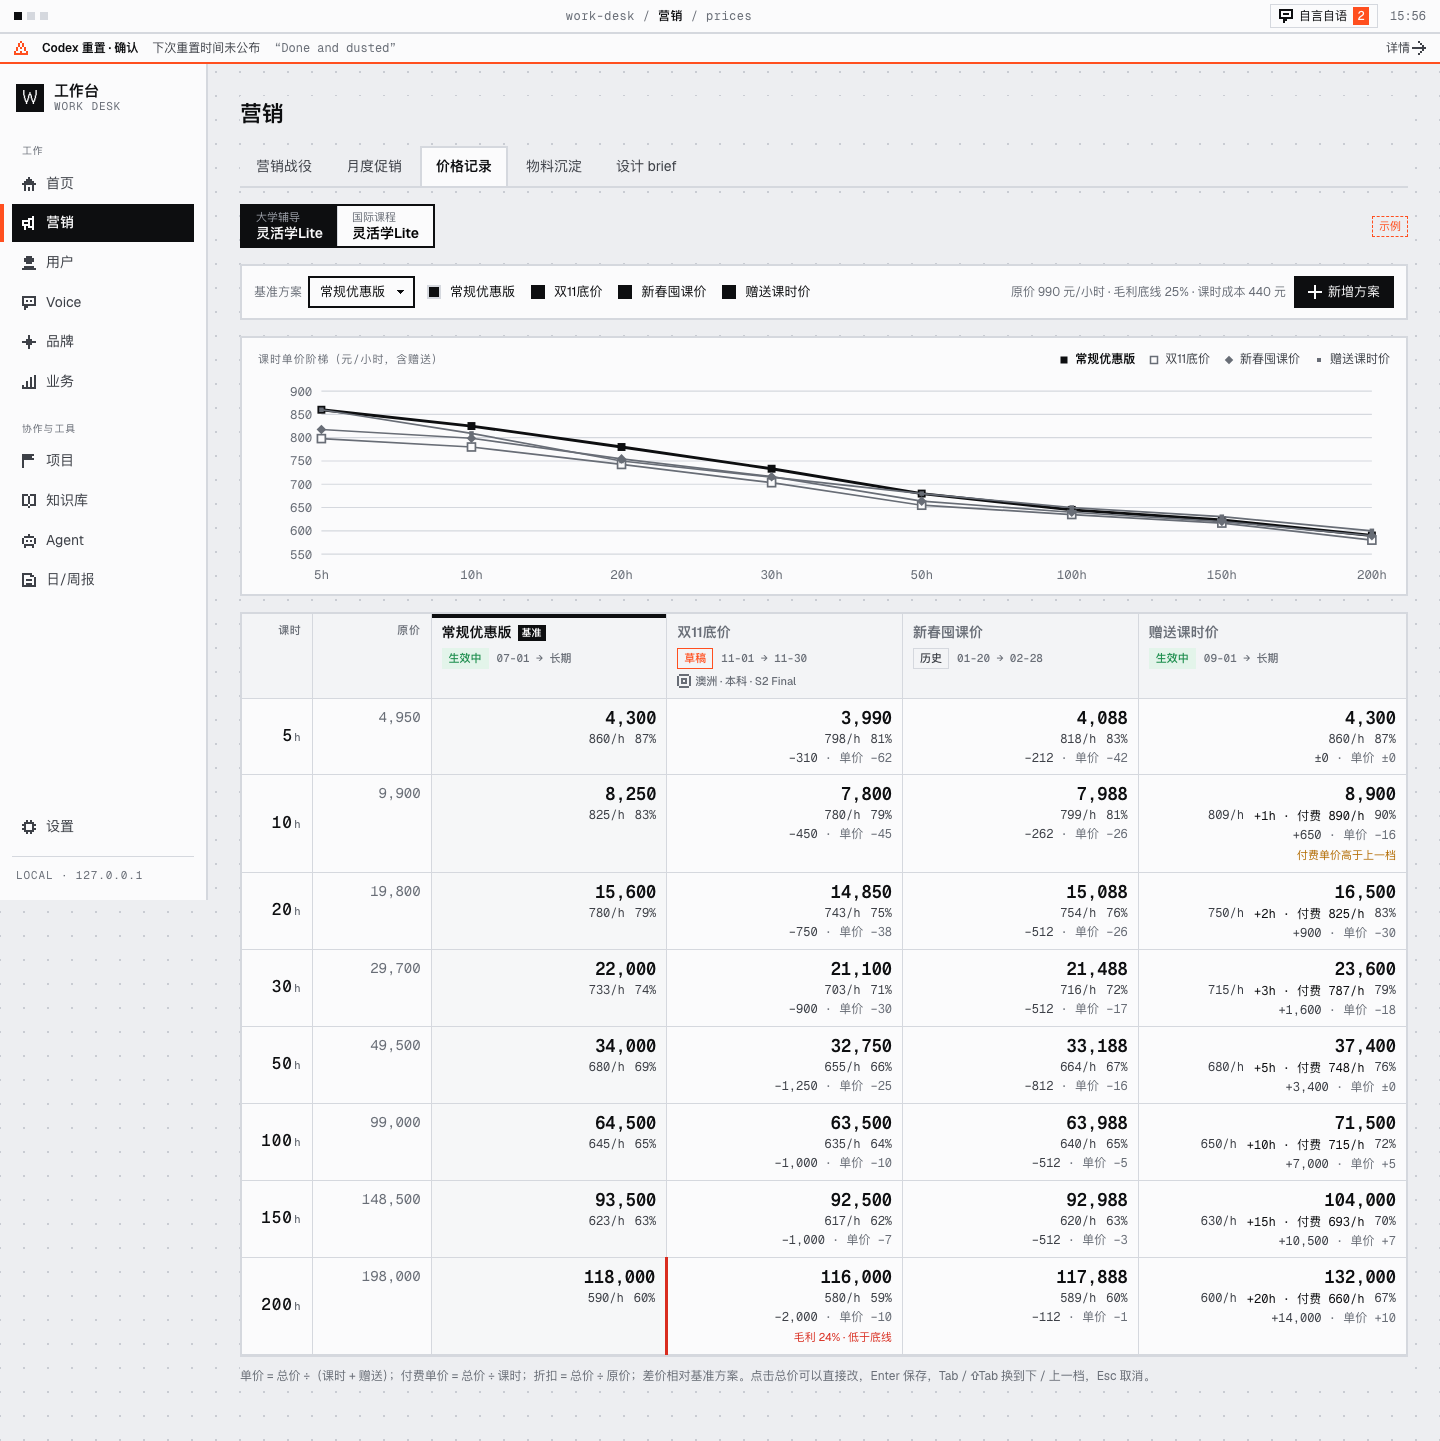 work-desk / 营销 / prices
自言自语 2
15:56
Codex 重置 · 确认 下次重置时间未公布 “Done and dusted”
详情
W 工作台
WORK DESK
工作
首页
营销
用户
Voice
品牌
业务
协作与工具
项目
知识库
Agent
日/周报
设置
LOCAL · 127.0.0.1
营销
营销战役 月度促销 价格记录 物料沉淀 设计 brief
大学辅导
灵活学Lite
国际课程
灵活学Lite
示例
基准方案 常规优惠版 常规优惠版 双11底价 新春囤课价 赠送课时价
原价 990 元/小时 · 毛利底线 25% · 课时成本 440 元
新增方案
课时单价阶梯（元/小时，含赠送）
常规优惠版 双11底价 新春囤课价 赠送课时价
900
850
800
750
700
650
600
550
5h 10h 20h 30h 50h 100h 150h 200h
课时 原价
常规优惠版 基准
生效中 07-01 → 长期
双11底价
草稿 11-01 → 11-30
澳洲 · 本科 · S2 Final
新春囤课价
历史 01-20 → 02-28
赠送课时价
生效中 09-01 → 长期
5h
4,950
4,300
860/h 87%
3,990
798/h 81%
−310 · 单价 −62
4,088
818/h 83%
−212 · 单价 −42
4,300
860/h 87%
±0 · 单价 ±0
10h
9,900
8,250
825/h 83%
7,800
780/h 79%
−450 · 单价 −45
7,988
799/h 81%
−262 · 单价 −26
8,900
809/h +1h · 付费 890/h 90%
+650 · 单价 −16
付费单价高于上一档
20h
19,800
15,600
780/h 79%
14,850
743/h 75%
−750 · 单价 −38
15,088
754/h 76%
−512 · 单价 −26
16,500
750/h +2h · 付费 825/h 83%
+900 · 单价 −30
30h
29,700
22,000
733/h 74%
21,100
703/h 71%
−900 · 单价 −30
21,488
716/h 72%
−512 · 单价 −17
23,600
715/h +3h · 付费 787/h 79%
+1,600 · 单价 −18
50h
49,500
34,000
680/h 69%
32,750
655/h 66%
−1,250 · 单价 −25
33,188
664/h 67%
−812 · 单价 −16
37,400
680/h +5h · 付费 748/h 76%
+3,400 · 单价 ±0
100h
99,000
64,500
645/h 65%
63,500
635/h 64%
−1,000 · 单价 −10
63,988
640/h 65%
−512 · 单价 −5
71,500
650/h +10h · 付费 715/h 72%
+7,000 · 单价 +5
150h
148,500
93,500
623/h 63%
92,500
617/h 62%
−1,000 · 单价 −7
92,988
620/h 63%
−512 · 单价 −3
104,000
630/h +15h · 付费 693/h 70%
+10,500 · 单价 +7
200h
198,000
118,000
590/h 60%
116,000
580/h 59%
−2,000 · 单价 −10
毛利 24% · 低于底线
117,888
589/h 60%
−112 · 单价 −1
132,000
600/h +20h · 付费 660/h 67%
+14,000 · 单价 +10
单价 = 总价 ÷（课时 + 赠送）；付费单价 = 总价 ÷ 课时；折扣 = 总价 ÷ 原价；差价相对基准方案。点击总价可以直接改，Enter 保存，Tab / ⇧Tab 换到下 / 上一档，Esc 取消。